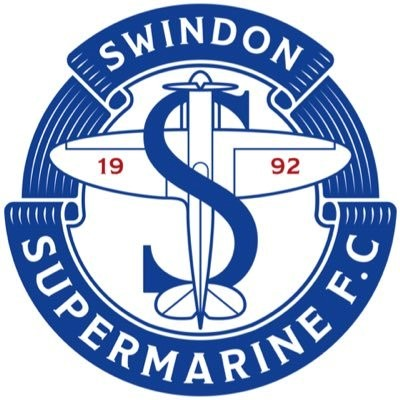 SWINDON
S
19 92
SUPERMARINE F.C